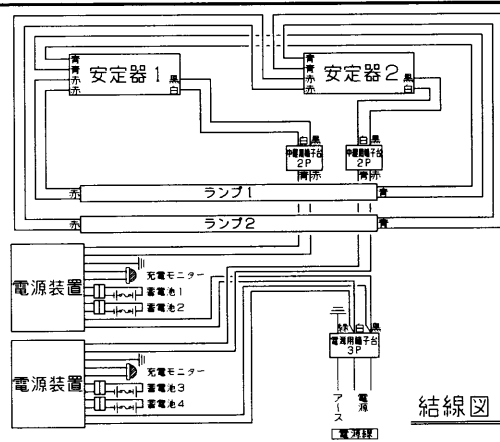 青
青
赤
赤
安定器1
黒
白
青
青
赤
赤
安定器2
黒
白
白 黒
中継用端子台
2P
青 赤
白 黒
中継用端子台
2P
青 赤
赤 ランプ1 青
赤 ランプ2 青
電源装置
充電モニター
蓄電池1
蓄電池2
電源装置
充電モニター
蓄電池3
蓄電池4
緑 白 黒
電源用端子台
3P
アース
電源
電源線
結線図